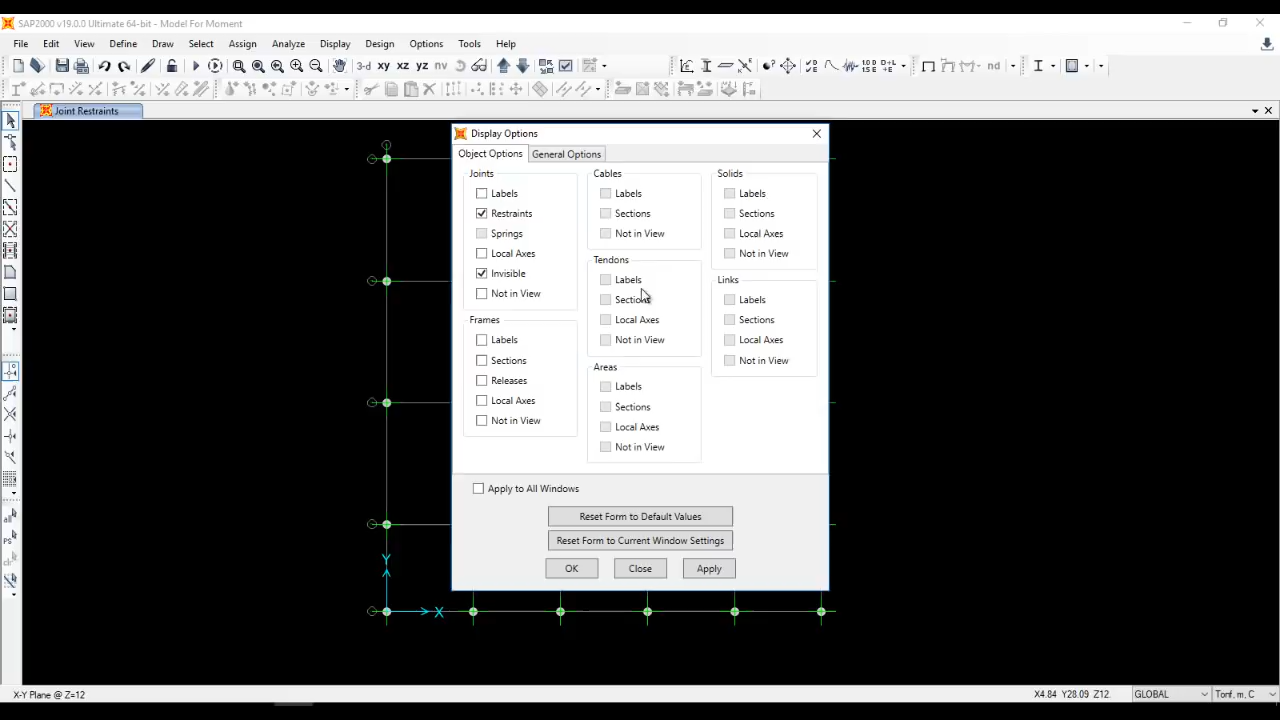 SAP2000 v19.0.0 Ultimate 64-bit - Model For Moment
File Edit View Define Draw Select Assign Analyze Display Design Options Tools Help
3-d xy xz yz nv nd
Joint Restraints
Display Options
Object Options General Options
Joints
Labels
Restraints
Springs
Local Axes
Invisible
Not in View
Frames
Labels
Sections
Releases
Local Axes
Not in View
Cables
Labels
Sections
Not in View
Tendons
Labels
Sections
Local Axes
Not in View
Areas
Labels
Sections
Local Axes
Not in View
Solids
Labels
Sections
Local Axes
Not in View
Links
Labels
Sections
Local Axes
Not in View
Apply to All Windows
Reset Form to Default Values
Reset Form to Current Window Settings
OK Close Apply
Y
X
all
PS
clr
X-Y Plane @ Z=12
X4.84 Y28.09 Z12.
GLOBAL
Tonf, m, C